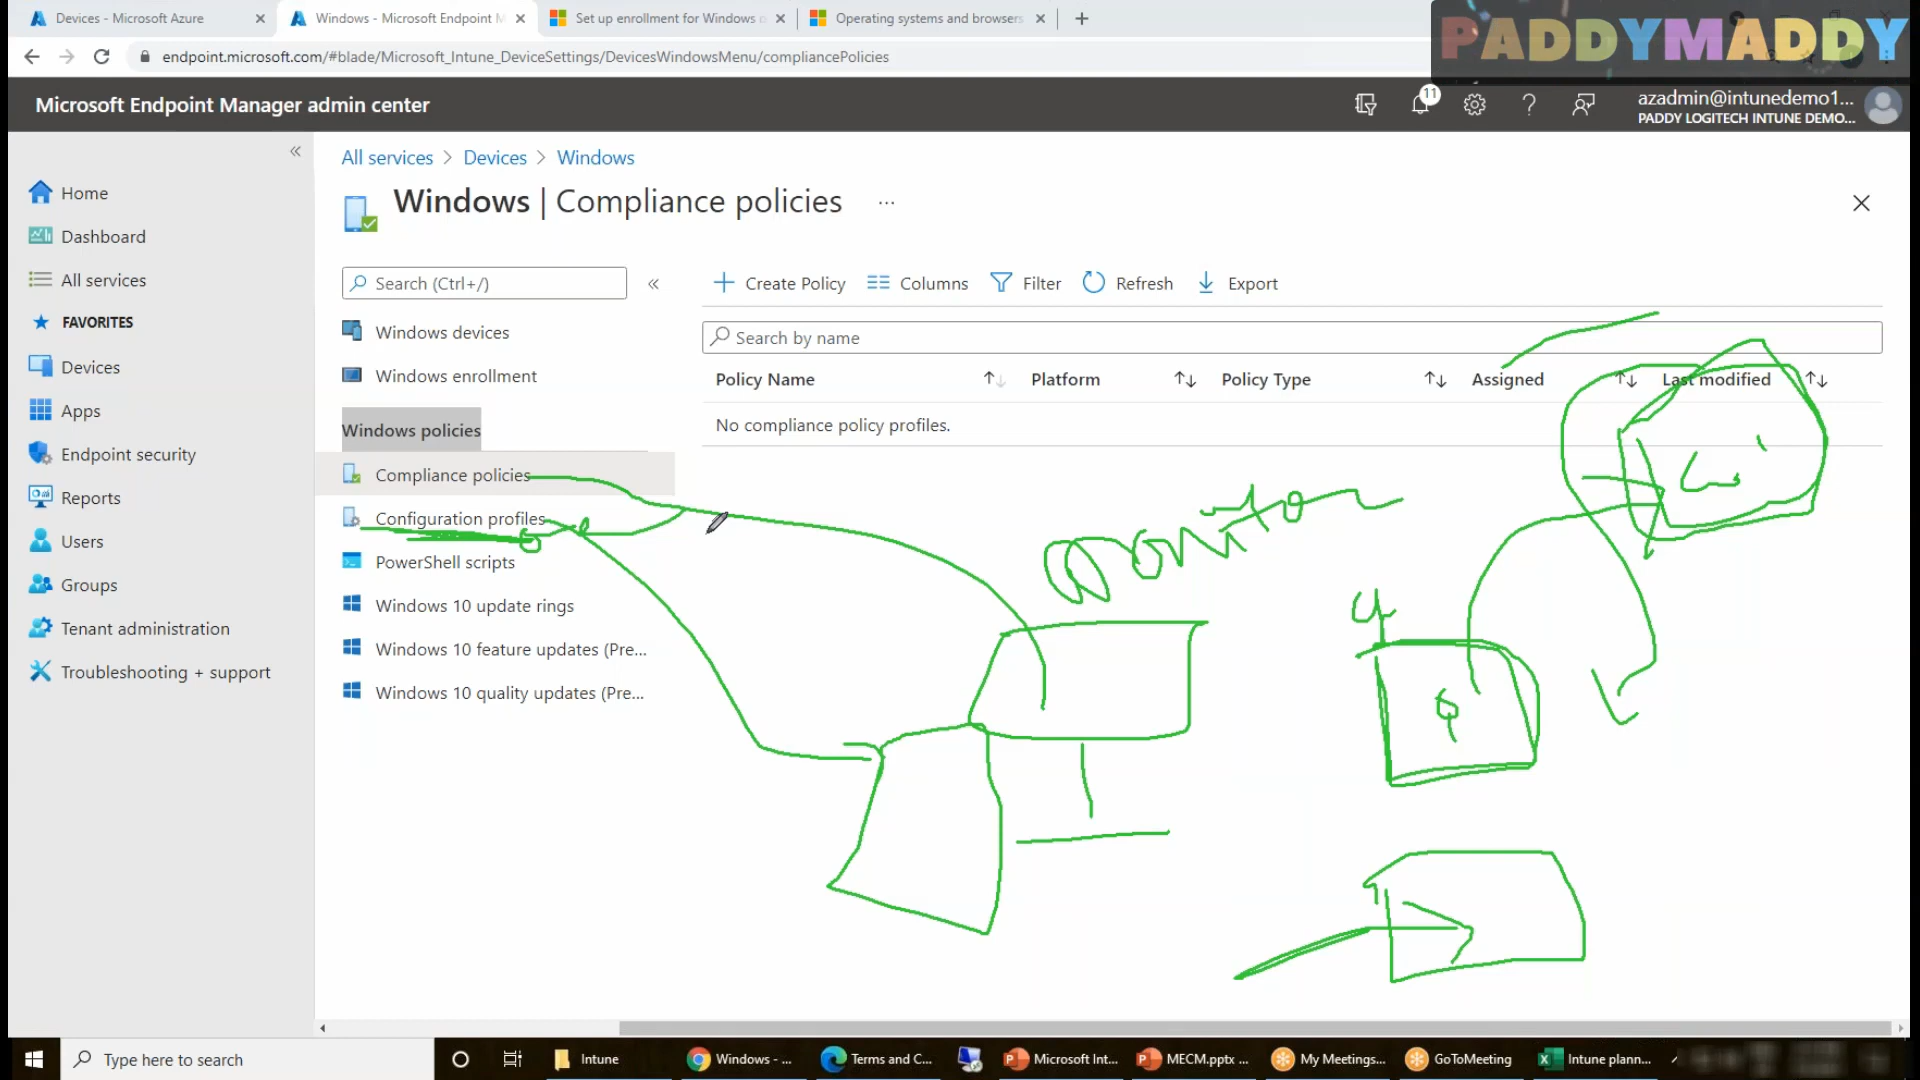 Devices - Microsoft Azure
Windows - Microsoft Endpoint M
Set up enrollment for Windows
Operating systems and browsers
PADDYMADDY
endpoint.microsoft.com/#blade/Microsoft_Intune_DeviceSettings/DevicesWindowsMenu/compliancePolicies
Microsoft Endpoint Manager admin center
11
azadmin@intunedemo1...
PADDY LOGITECH INTUNE DEMO...
Home
Dashboard
All services
FAVORITES
Devices
Apps
Endpoint security
Reports
Users
Groups
Tenant administration
Troubleshooting + support
All services > Devices > Windows
Windows | Compliance policies ...
Search (Ctrl+/)
Windows devices
Windows enrollment
Windows policies
Compliance policies
Configuration profiles
PowerShell scripts
Windows 10 update rings
Windows 10 feature updates (Pre...
Windows 10 quality updates (Pre...
Create Policy
Columns
Filter
Refresh
Export
Search by name
Policy Name
Platform
Policy Type
Assigned
Last modified
No compliance policy profiles.
Monitor
Type here to search
Intune
Windows - ...
Terms and C...
Microsoft Int...
MECM.pptx ...
My Meetings...
GoToMeeting
Intune plann...